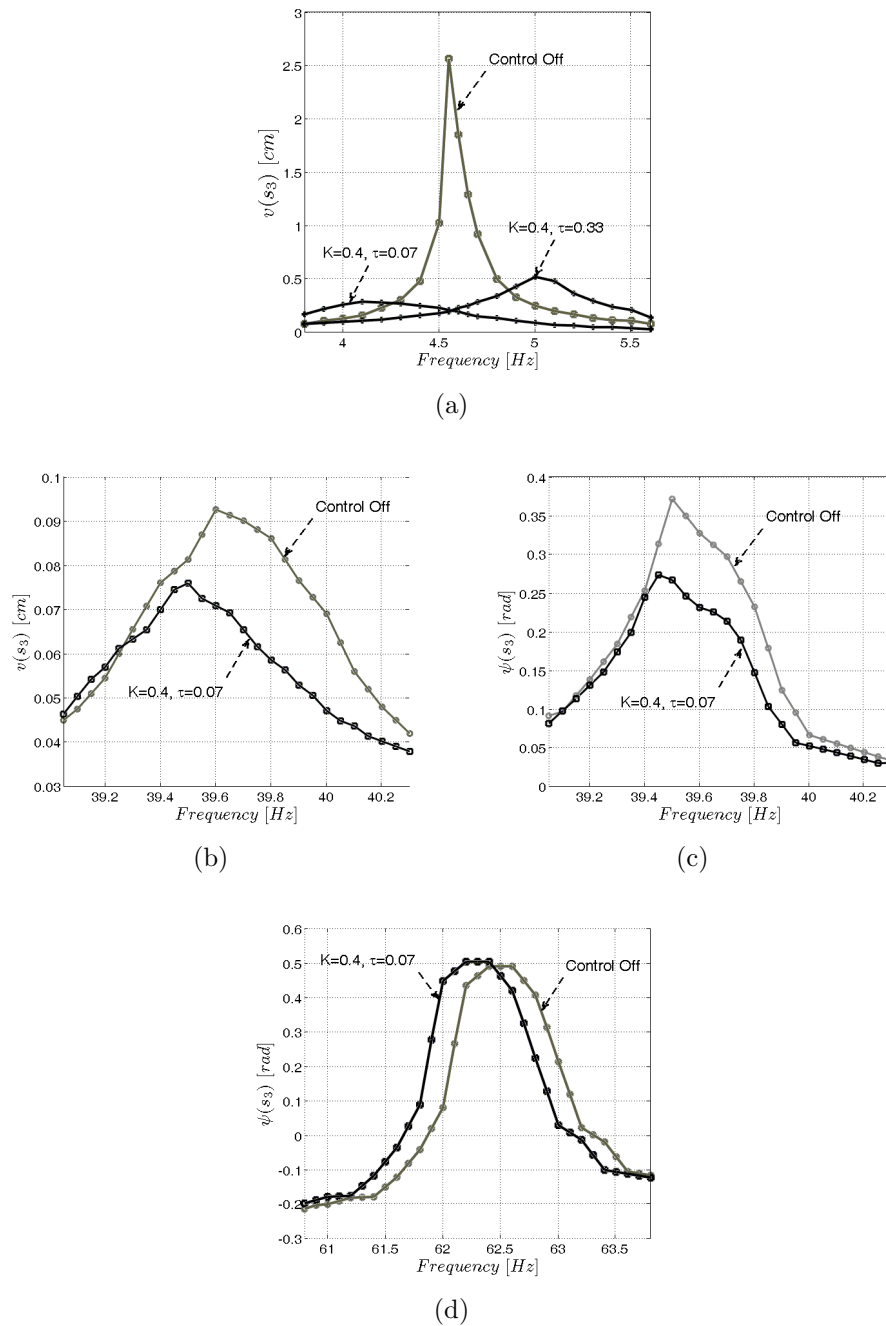 3
2.5
2
1.5
1
0.5
0
v(s₃) [cm]
Control Off
K=0.4, τ=0.33
K=0.4, τ=0.07
4 4.5 5 5.5
Frequency [Hz]
(a)
0.1
0.09
0.08
0.07
0.06
0.05
0.04
0.03
v(s₃) [cm]
Control Off
K=0.4, τ=0.07
39.2 39.4 39.6 39.8 40 40.2
Frequency [Hz]
(b)
0.4
0.35
0.3
0.25
0.2
0.15
0.1
0.05
0
ψ(s₃) [rad]
Control Off
K=0.4, τ=0.07
39.2 39.4 39.6 39.8 40 40.2
Frequency [Hz]
(c)
0.6
0.5
0.4
0.3
0.2
0.1
0
-0.1
-0.2
-0.3
ψ(s₃) [rad]
K=0.4, τ=0.07
Control Off
61 61.5 62 62.5 63 63.5
Frequency [Hz]
(d)